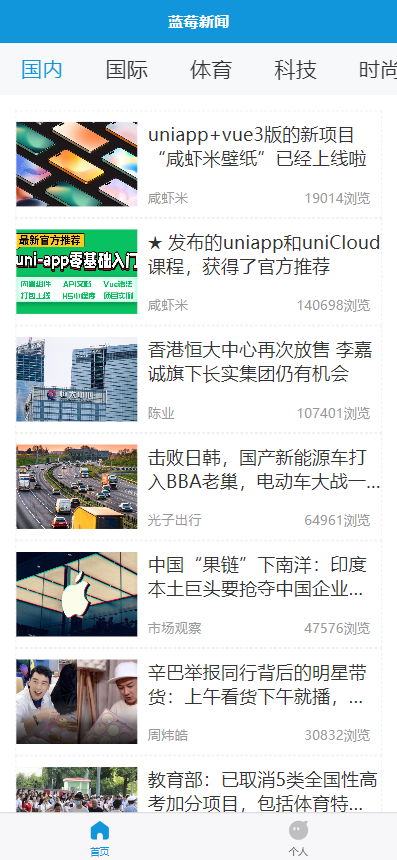 蓝莓新闻
国内 国际 体育 科技 时尚
uniapp+vue3版的新项目
“咸虾米壁纸”已经上线啦
咸虾米 19014浏览
最新官方推荐
uni-app零基础入门
内置组件 API文档 Vue语法
打包上线 H5小程序 项目实例
★ 发布的uniapp和uniCloud
课程，获得了官方推荐
咸虾米 140698浏览
香港恒大中心再次放售 李嘉
诚旗下长实集团仍有机会
陈业 107401浏览
击败日韩，国产新能源车打
入BBA老巢，电动车大战一...
光子出行 64961浏览
中国“果链”下南洋：印度
本土巨头要抢夺中国企业...
市场观察 47576浏览
辛巴举报同行背后的明星带
货：上午看货下午就播，...
周炜皓 30832浏览
教育部：已取消5类全国性高
考加分项目，包括体育特...
首页 个人